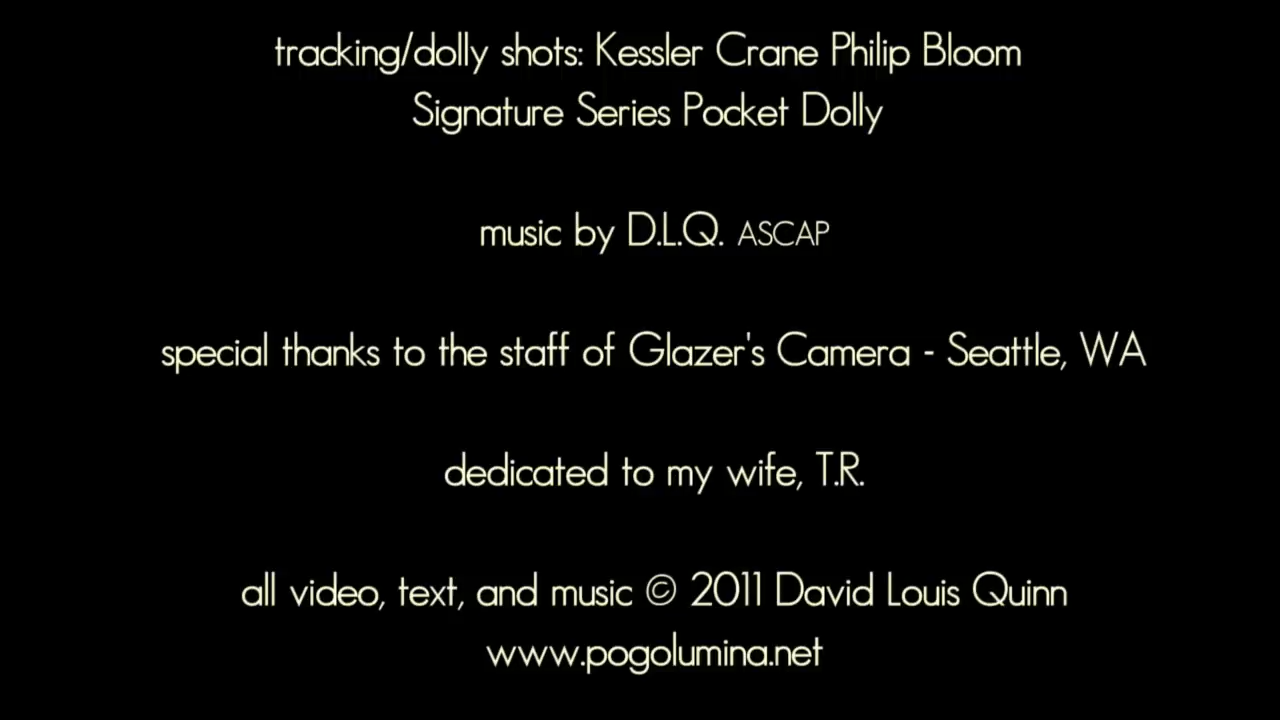 tracking/dolly shots: Kessler Crane Philip Bloom
Signature Series Pocket Dolly
music by D.L.Q. ASCAP
special thanks to the staff of Glazer's Camera - Seattle, WA
dedicated to my wife, T.R.
all video, text, and music © 2011 David Louis Quinn
www.pogolumina.net